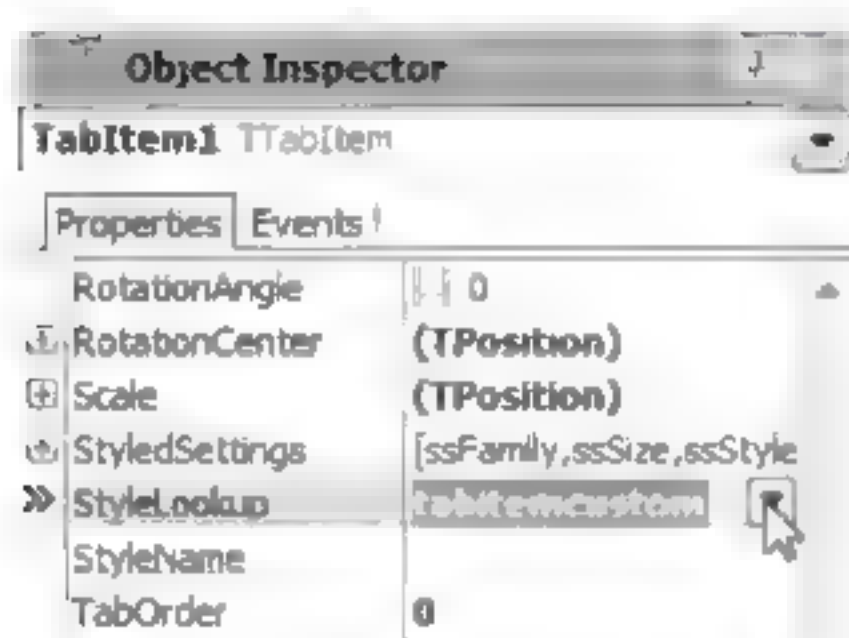 Object Inspector
TabItem1 TTabItem
Properties Events
RotationAngle 0
RotationCenter (TPosition)
Scale (TPosition)
StyledSettings [ssFamily,ssSize,ssStyle
StyleLookup tabitemcustom
StyleName
TabOrder 0